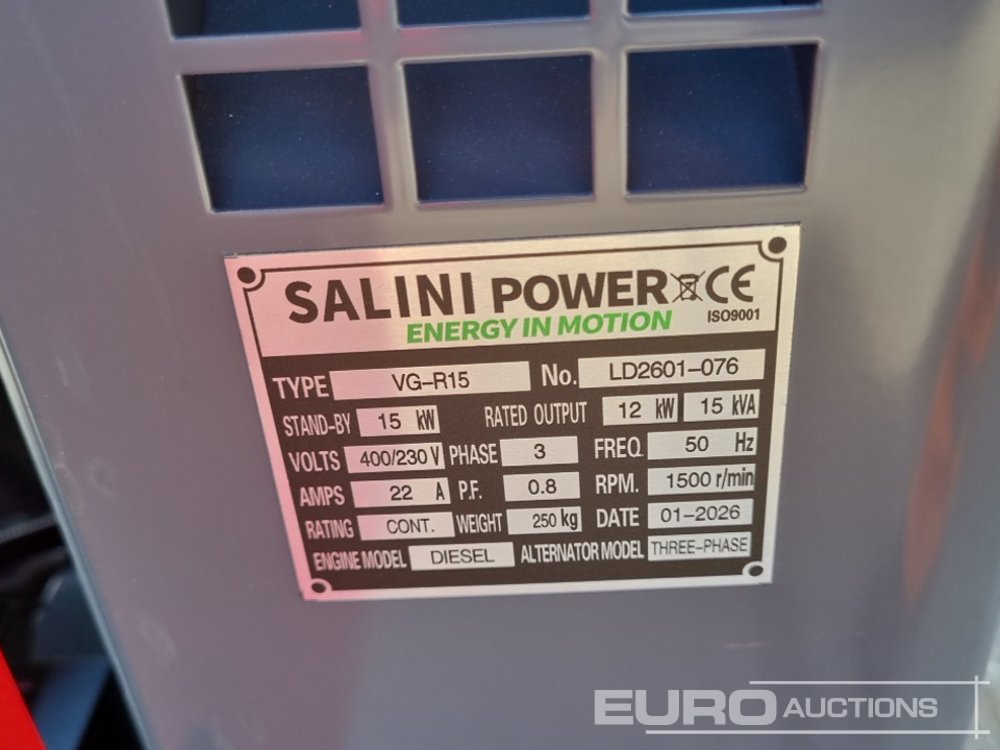 SALINI POWER CE
ENERGY IN MOTION ISO9001
TYPE VG-R15 No. LD2601-076
STAND-BY 15 kW RATED OUTPUT 12 kW 15 kVA
VOLTS 400/230 V PHASE 3 FREQ. 50 Hz
AMPS 22 A P.F. 0.8 RPM. 1500 r/min
RATING CONT. WEIGHT 250 kg DATE 01-2026
ENGINE MODEL DIESEL ALTERNATOR MODEL THREE-PHASE
EURO AUCTIONS